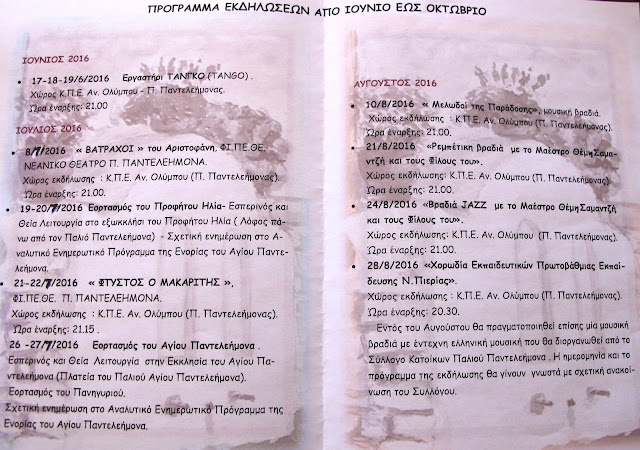 ΠΡΟΓΡΑΜΜΑ ΕΚΔΗΛΩΣΕΩΝ ΑΠΟ ΙΟΥΝΙΟ ΕΩΣ ΟΚΤΩΒΡΙΟ
ΙΟΥΝΙΟΣ 2016
• 17-18-19/6/2016 Εργαστήρι ΤΑΝΓΚΟ (TANGO) .
Χώρος Κ.Π.Ε. Αν. Ολύμπου - Π. Παντελεήμονας.
Ώρα έναρξης: 21.00
ΙΟΥΛΙΟΣ 2016
• 8/7/2016 « ΒΑΤΡΑΧΟΙ » του Αριστοφάνη, ΦΙ.ΠΕ.ΘΕ.
ΝΕΑΝΙΚΟ ΘΕΑΤΡΟ Π. ΠΑΝΤΕΛΕΗΜΟΝΑ.
Χώρος εκδήλωσης : Κ.Π.Ε. Αν. Ολύμπου (Π. Παντελεήμονας).
Ώρα έναρξης: 21.00.
• 19-20/7/2016 Εορτασμός του Προφήτου Ηλία- Εσπερινός και
Θεία Λειτουργία στο εξωκκλήσι του Προφήτου Ηλία ( Λόφος πά-
νω από τον Παλιό Παντελεήμονα) - Σχετική ενημέρωση στο Α-
ναλυτικό Ενημερωτικό Πρόγραμμα της Ενορίας του Αγίου Παντε-
λεήμονα.
• 21-22/7/2016 « ΦΤΥΣΤΟΣ Ο ΜΑΚΑΡΙΤΗΣ »,
ΦΙ.ΠΕ.ΘΕ. Π. ΠΑΝΤΕΛΕΗΜΟΝΑ.
Χώρος εκδήλωσης : Κ.Π.Ε. Αν. Ολύμπου (Π. Παντελεήμονας).
Ώρα έναρξης: 21.15 .
26 -27/7/2016 Εορτασμός του Αγίου Παντελεήμονα .
Εσπερινός και Θεία Λειτουργία στην Εκκλησία του Αγίου Πα-
ντελεήμονα (Πλατεία του Παλιού Αγίου Παντελεήμονα).
Εορτασμός του Πανηγυριού.
Σχετική ενημέρωση στο Αναλυτικό Ενημερωτικό Πρόγραμμα της
Ενορίας του Αγίου Παντελεήμονα.
ΑΥΓΟΥΣΤΟΣ 2016
• 10/8/2016 « Μελωδοί της Παράδοσης», μουσική βραδιά.
Χώρος εκδήλωσης : Κ.Π.Ε. Αν. Ολύμπου (Π. Παντελεήμονας).
Ώρα έναρξης: 21.00.
• 21/8/2016 «Ρεμπέτικη βραδιά με το Μαέστρο Θέμη Σαμα-
ντζή και τους Φίλους του».
Χώρος εκδήλωσης : Κ.Π.Ε. Αν. Ολύμπου (Π. Παντελεήμονας).
Ώρα έναρξης: 21.00.
• 24/8/2016 «Βραδιά JAZZ με το Μαέστρο Θέμη Σαμαντζή
και τους Φίλους του».
Χώρος εκδήλωσης: Κ.Π.Ε. Αν. Ολύμπου (Π. Παντελεήμονας).
Ώρα έναρξης: 21.00.
• 28/8/2016 «Χορωδία Εκπαιδευτικών Πρωτοβάθμιας Εκπαί-
δευσης Ν.Πιερίας».
Χώρος εκδήλωσης : Κ.Π.Ε. Αν. Ολύμπου (Π. Παντελεήμονας).
Ώρα έναρξης: 20.30.
Εντός του Αυγούστου θα πραγματοποιηθεί επίσης μία μουσική
βραδιά με έντεχνη ελληνική μουσική που θα διοργανωθεί από το
Σύλλογο Κατοίκων Παλιού Παντελεήμονα . Η ημερομηνία και το
πρόγραμμα της εκδήλωσης θα γίνουν γνωστά με σχετική ανακοί-
νωση του Συλλόγου.